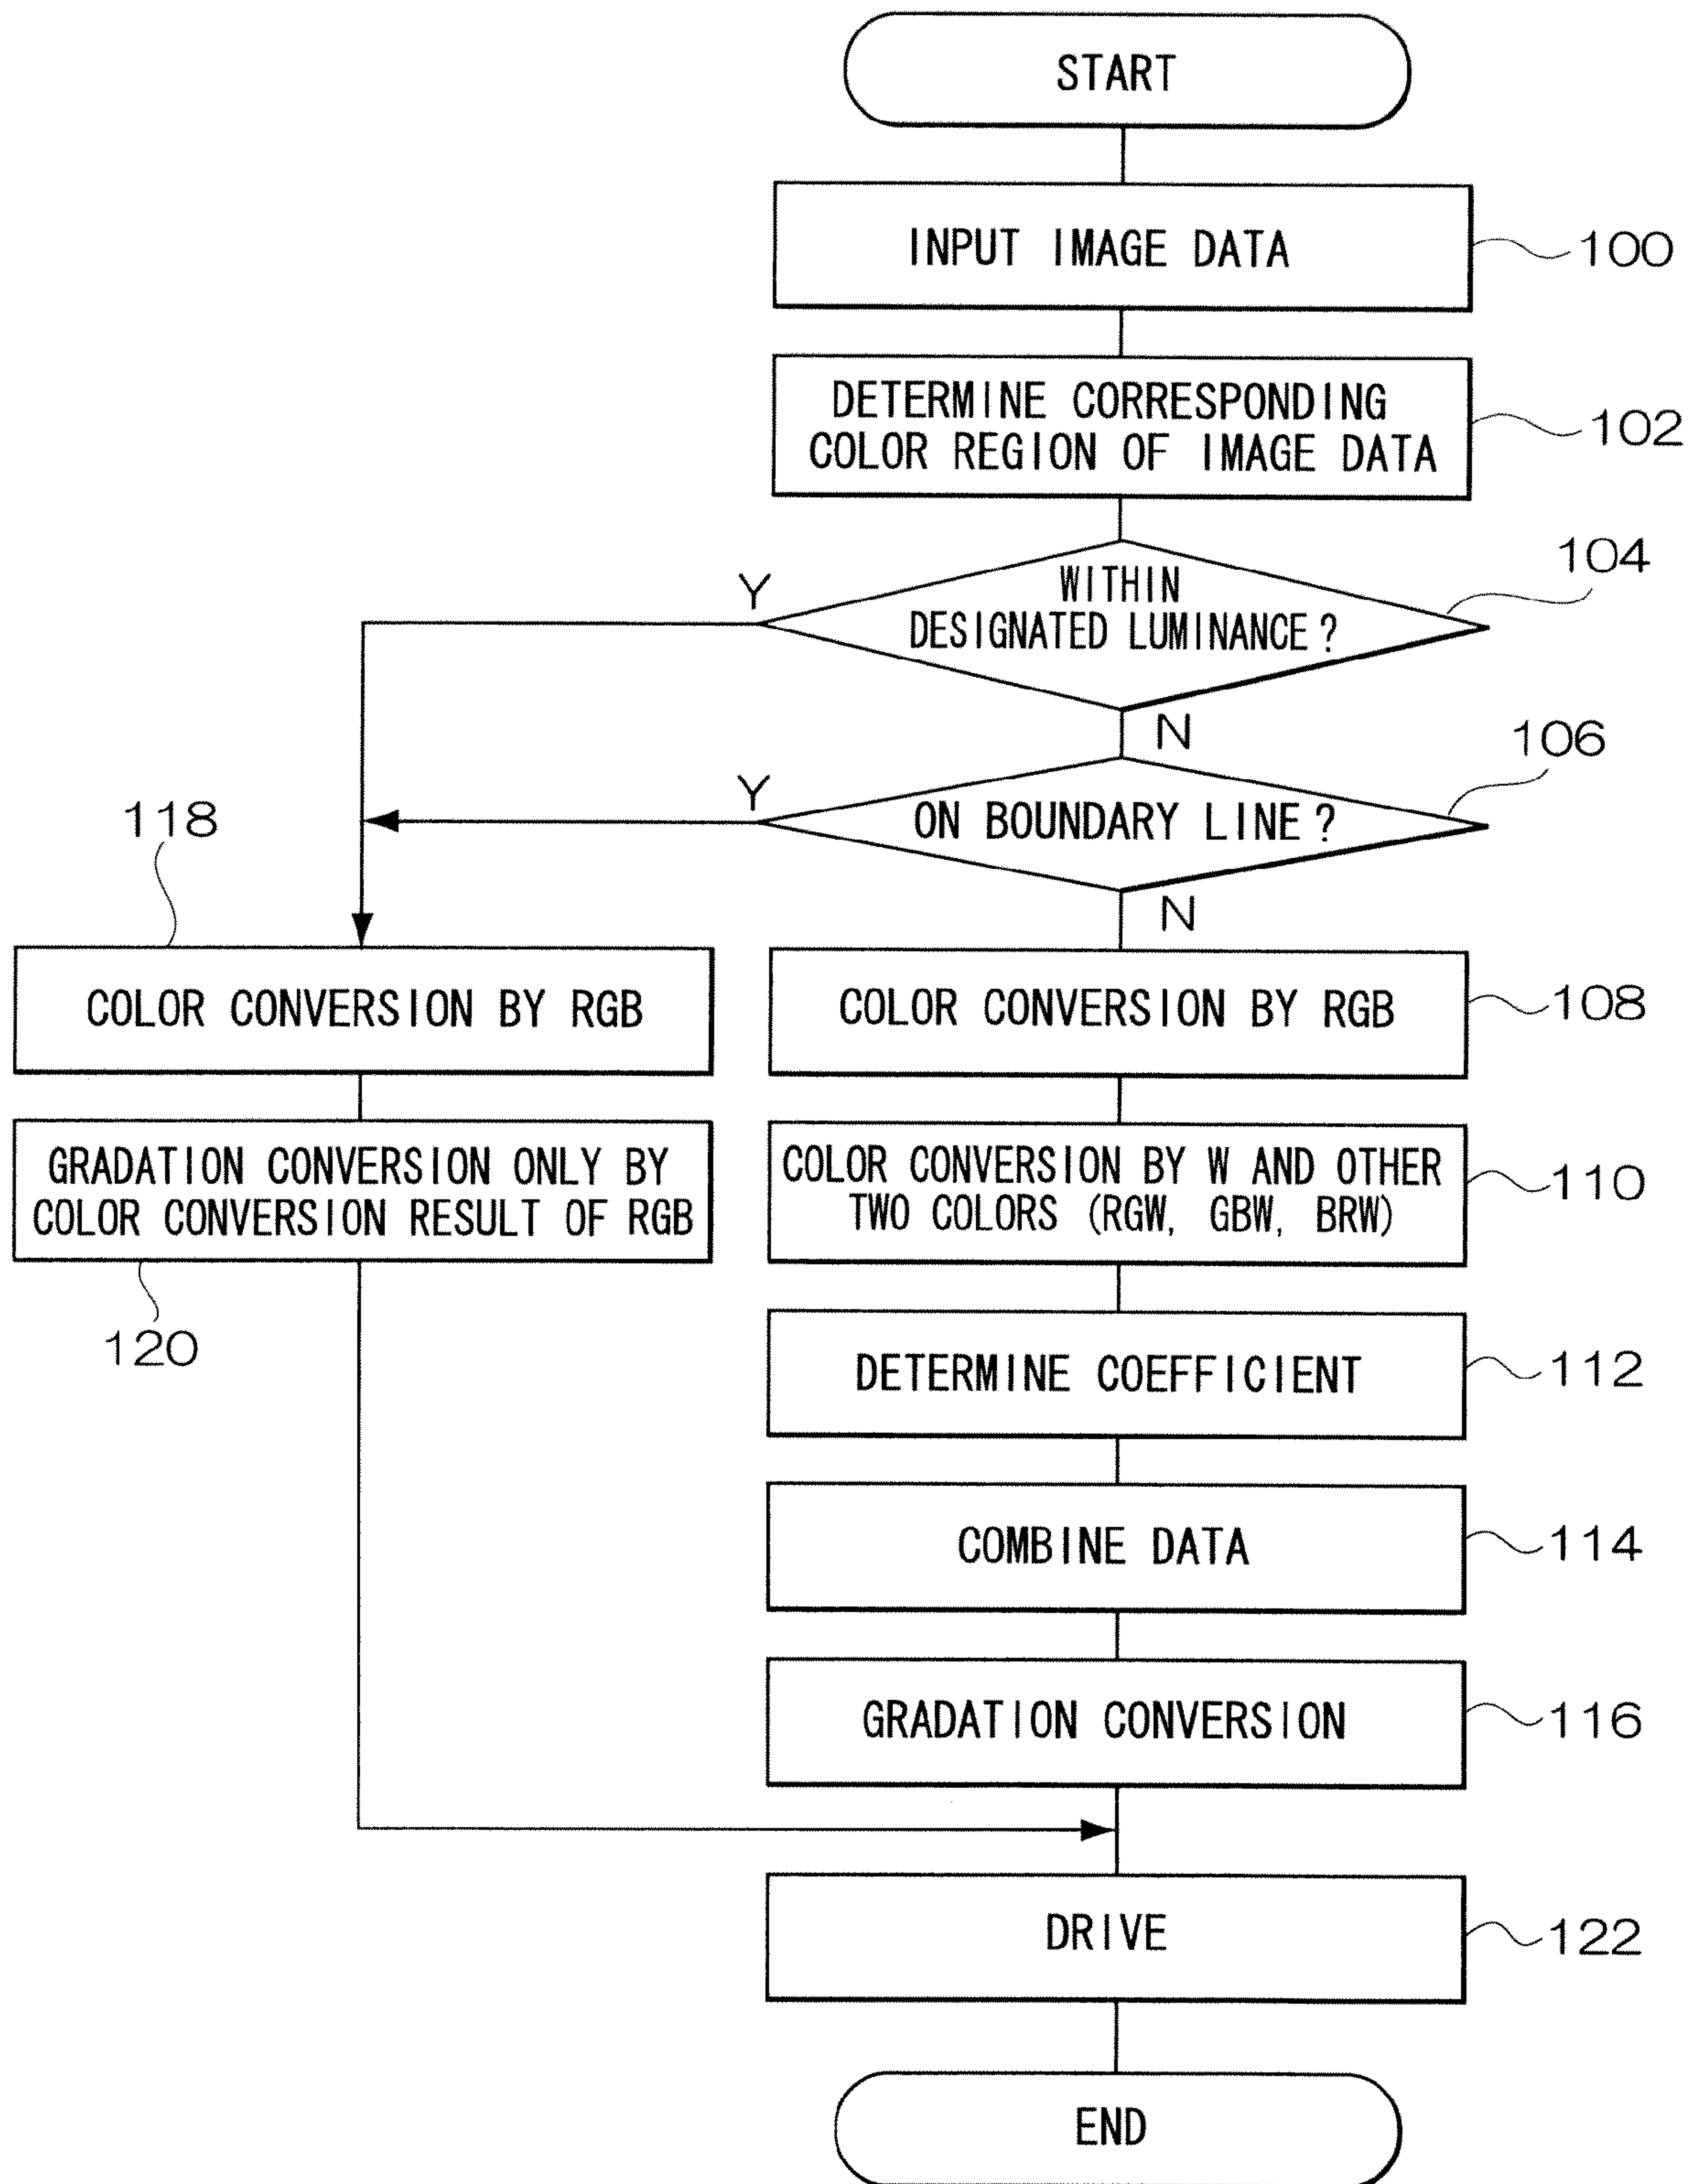 START
INPUT IMAGE DATA
100
DETERMINE CORRESPONDING
COLOR REGION OF IMAGE DATA
102
104
WITHIN
DESIGNATED LUMINANCE?
Y
N
106
ON BOUNDARY LINE?
Y
N
118
COLOR CONVERSION BY RGB
COLOR CONVERSION BY RGB
108
GRADATION CONVERSION ONLY BY
COLOR CONVERSION RESULT OF RGB
120
COLOR CONVERSION BY W AND OTHER
TWO COLORS (RGW, GBW, BRW)
110
DETERMINE COEFFICIENT
112
COMBINE DATA
114
GRADATION CONVERSION
116
DRIVE
122
END